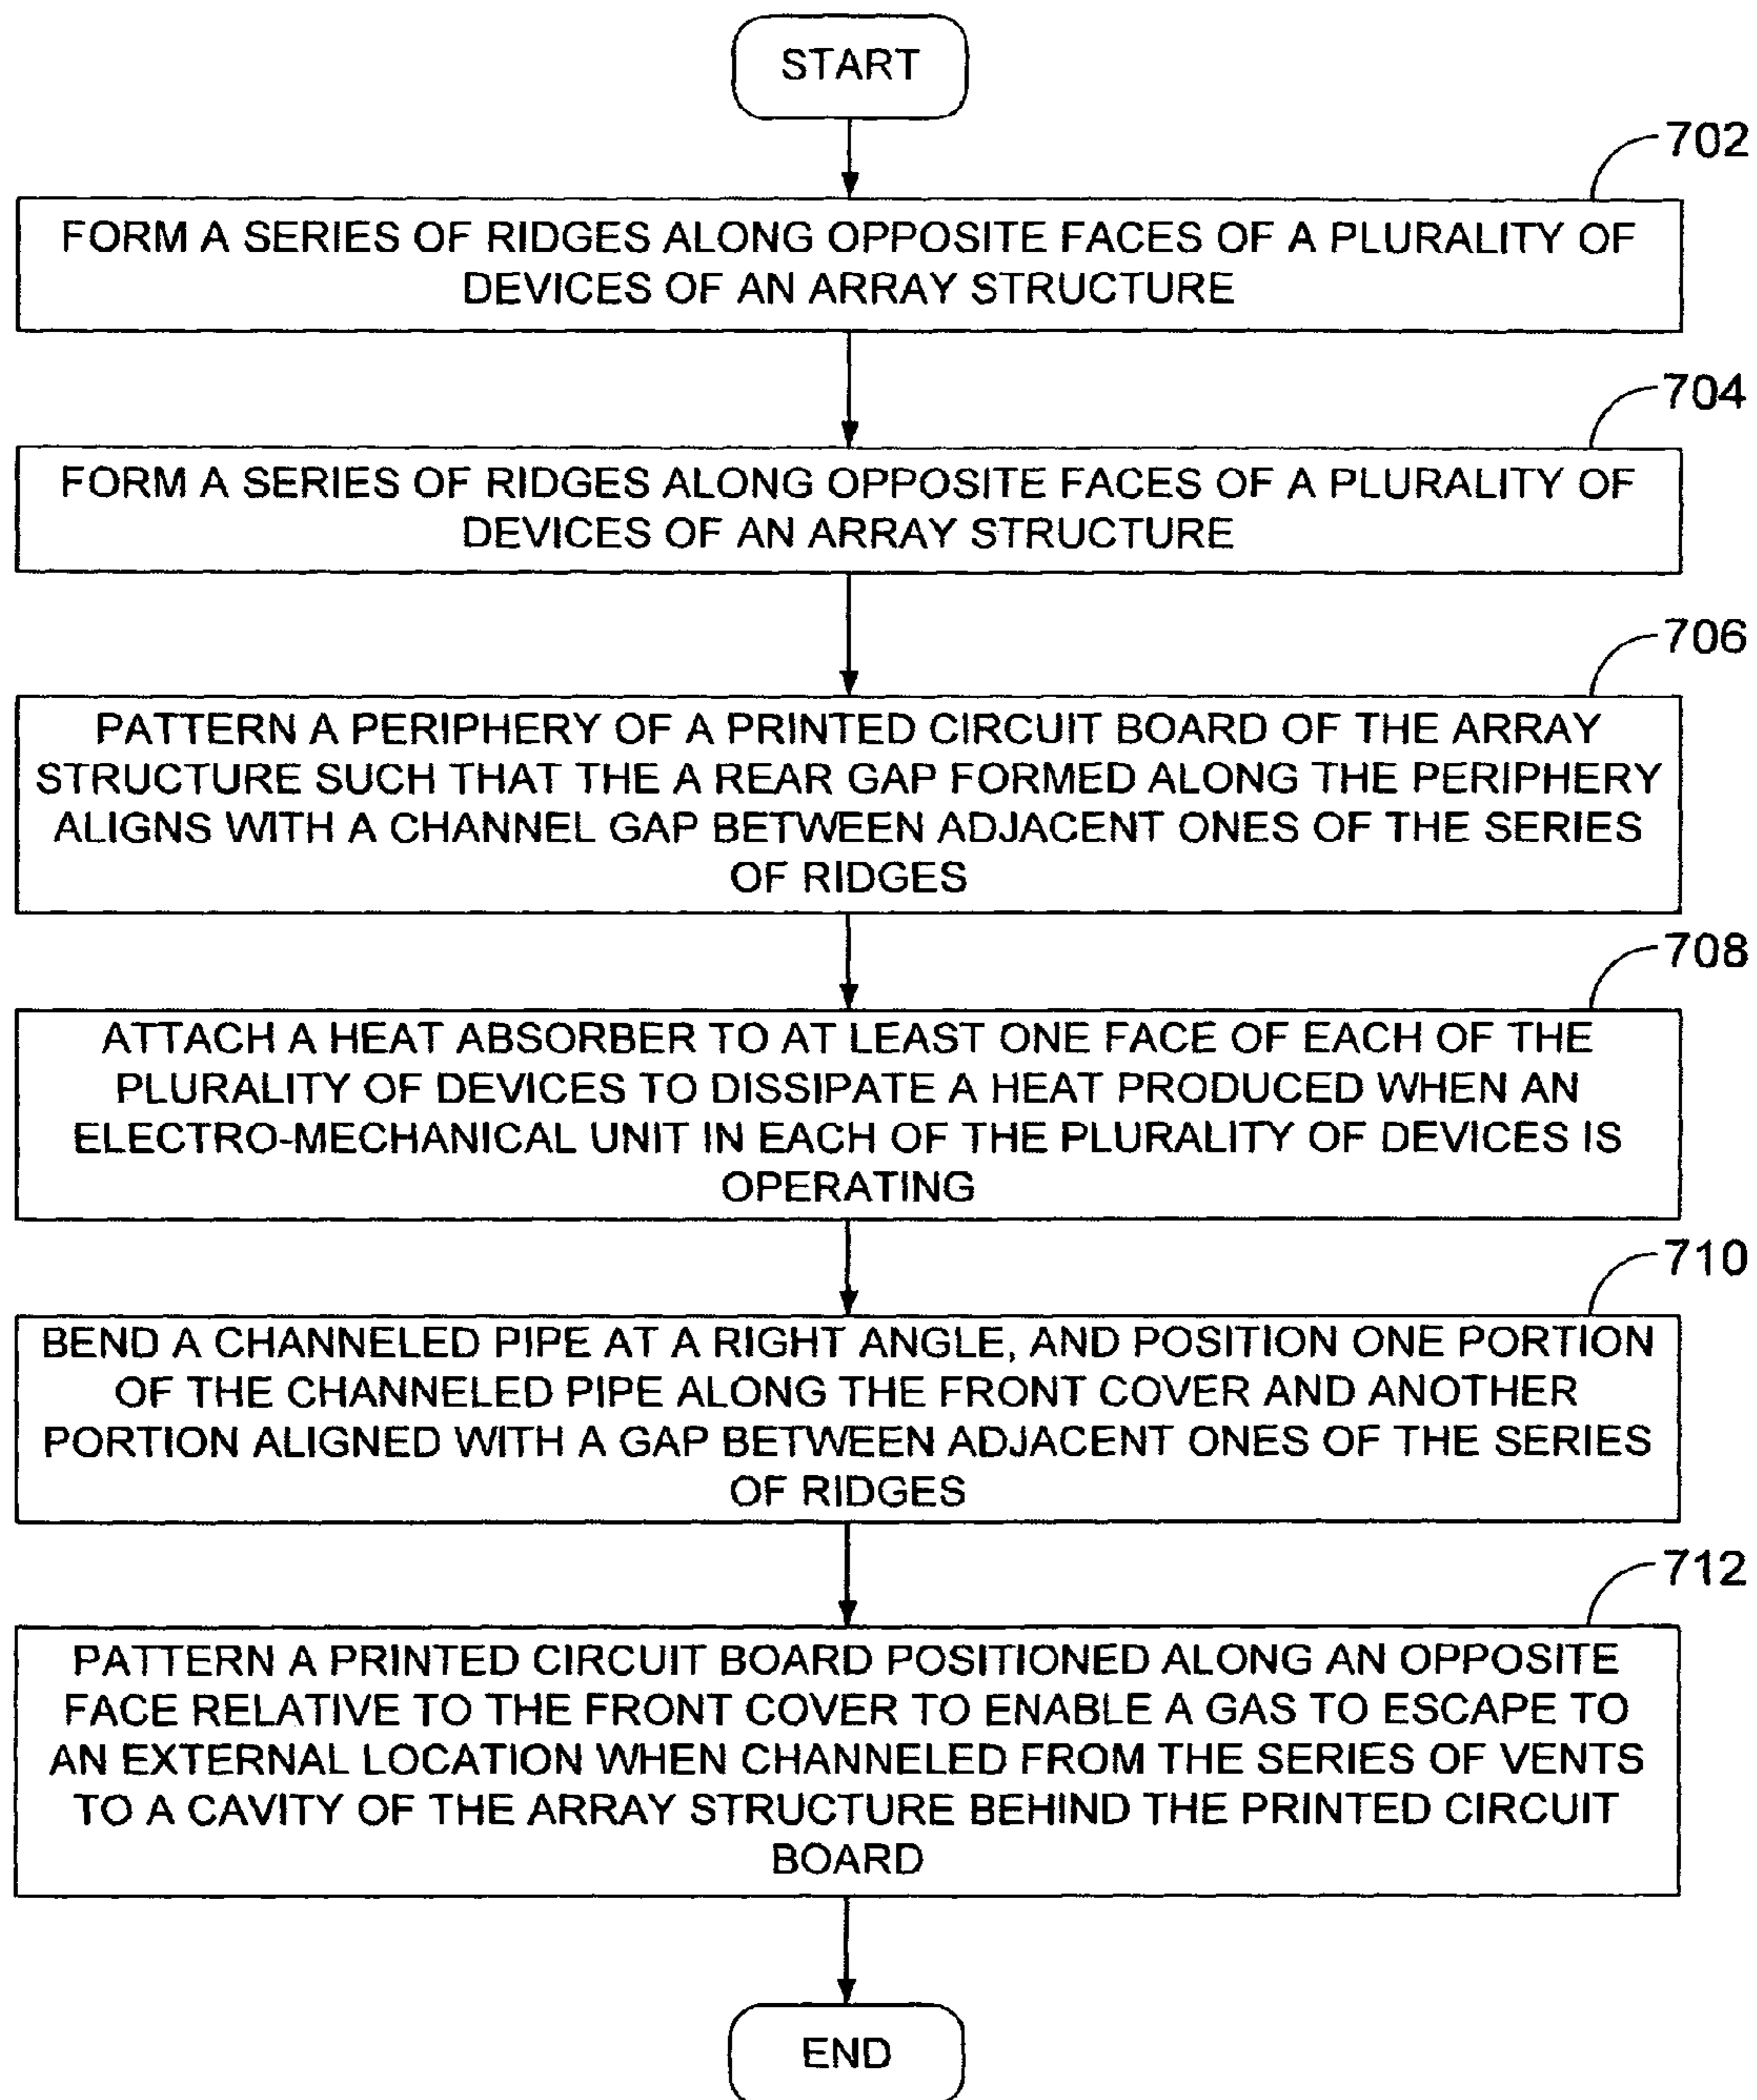 START
702
FORM A SERIES OF RIDGES ALONG OPPOSITE FACES OF A PLURALITY OF
DEVICES OF AN ARRAY STRUCTURE
704
FORM A SERIES OF RIDGES ALONG OPPOSITE FACES OF A PLURALITY OF
DEVICES OF AN ARRAY STRUCTURE
706
PATTERN A PERIPHERY OF A PRINTED CIRCUIT BOARD OF THE ARRAY
STRUCTURE SUCH THAT THE A REAR GAP FORMED ALONG THE PERIPHERY
ALIGNS WITH A CHANNEL GAP BETWEEN ADJACENT ONES OF THE SERIES
OF RIDGES
708
ATTACH A HEAT ABSORBER TO AT LEAST ONE FACE OF EACH OF THE
PLURALITY OF DEVICES TO DISSIPATE A HEAT PRODUCED WHEN AN
ELECTRO-MECHANICAL UNIT IN EACH OF THE PLURALITY OF DEVICES IS
OPERATING
710
BEND A CHANNELED PIPE AT A RIGHT ANGLE, AND POSITION ONE PORTION
OF THE CHANNELED PIPE ALONG THE FRONT COVER AND ANOTHER
PORTION ALIGNED WITH A GAP BETWEEN ADJACENT ONES OF THE SERIES
OF RIDGES
712
PATTERN A PRINTED CIRCUIT BOARD POSITIONED ALONG AN OPPOSITE
FACE RELATIVE TO THE FRONT COVER TO ENABLE A GAS TO ESCAPE TO
AN EXTERNAL LOCATION WHEN CHANNELED FROM THE SERIES OF VENTS
TO A CAVITY OF THE ARRAY STRUCTURE BEHIND THE PRINTED CIRCUIT
BOARD
END